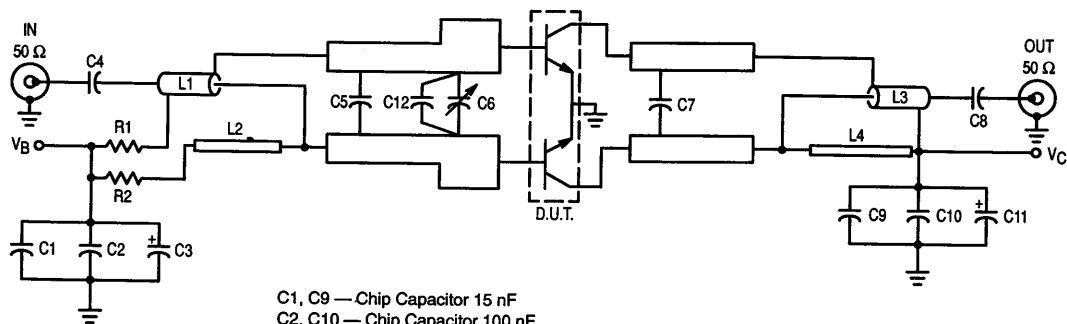 IN
50 Ω
C4
L1
C5
C12
C6
C7
L3
C8
OUT
50 Ω
VB
R1
L2
R2
L4
VC
D.U.T.
C1
C2
+
C3
C9
C10
+
C11
C1, C9 — Chip Capacitor 15 nF
C2, C10 — Chip Capacitor 100 nF